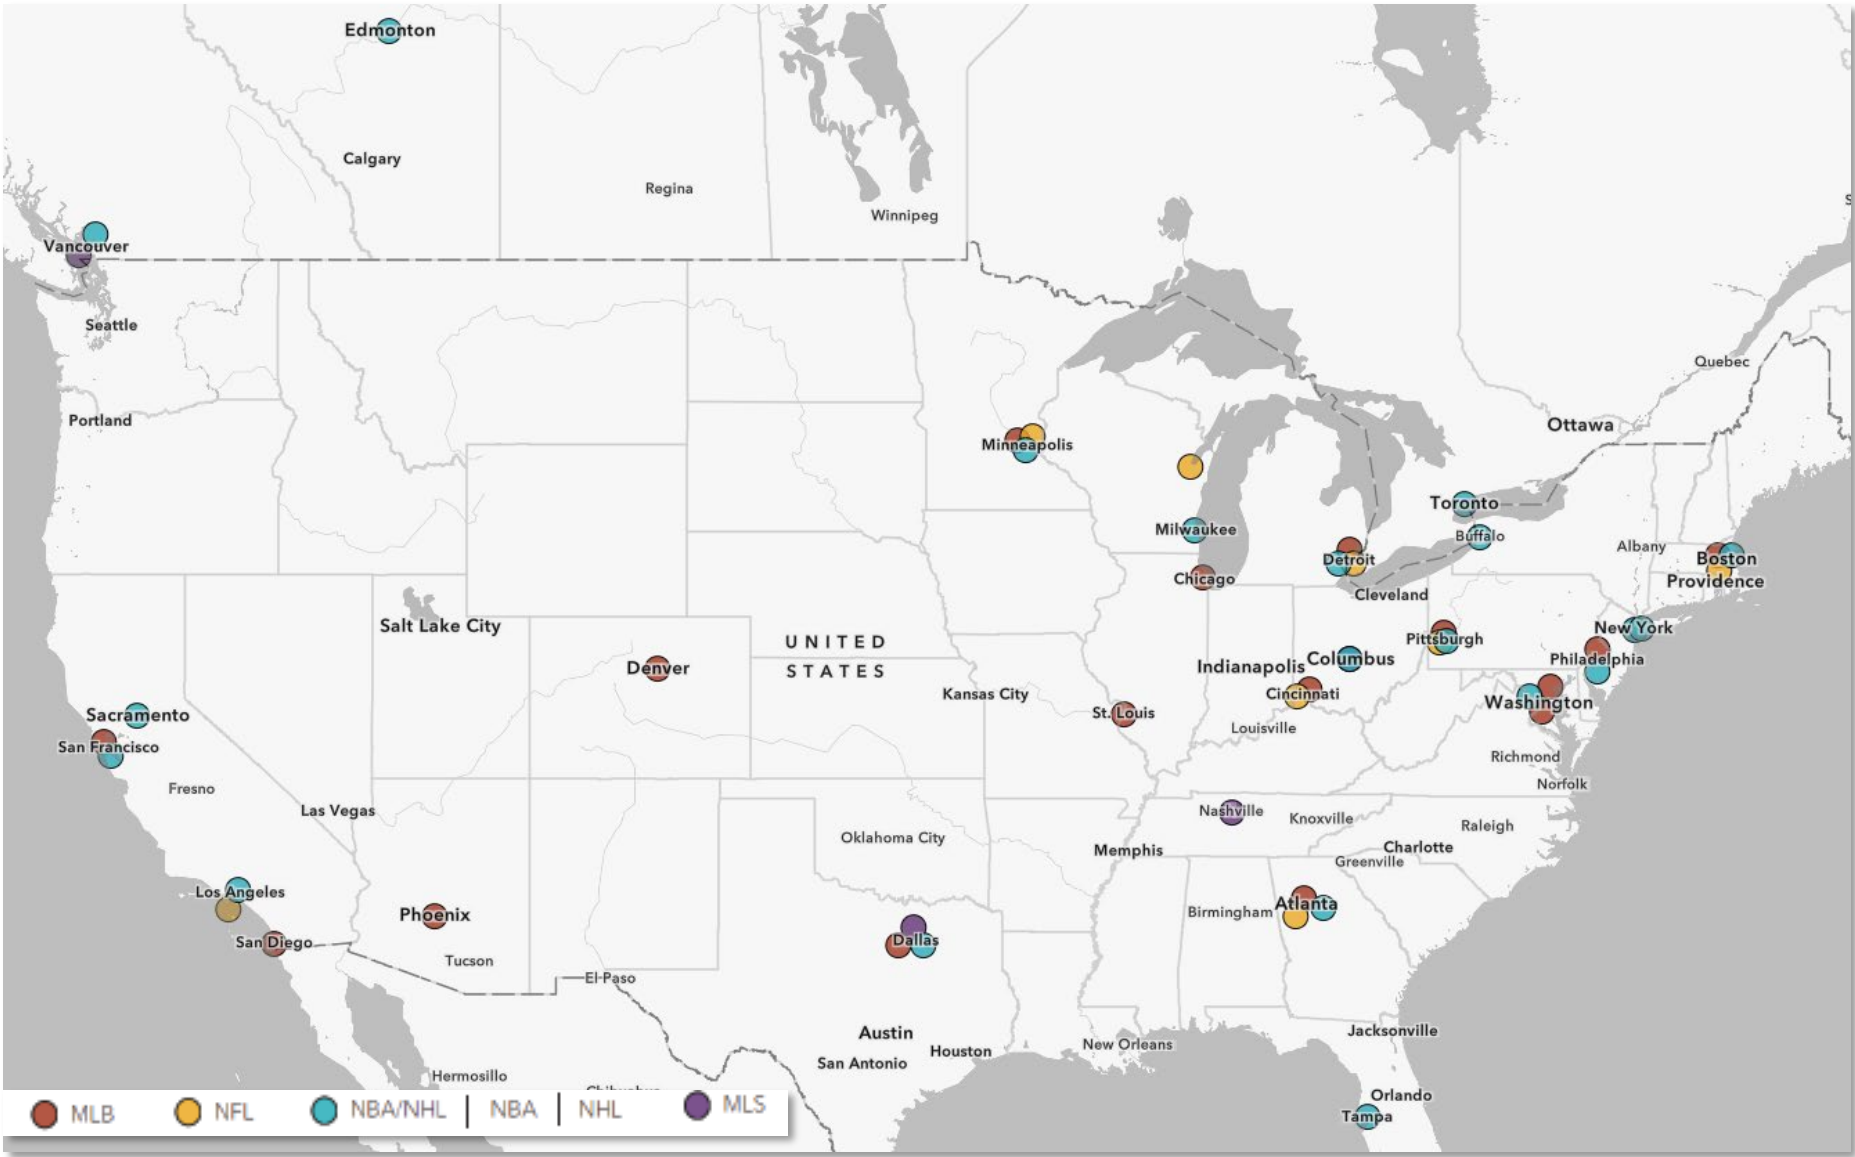 Edmonton
Calgary
Regina
Winnipeg
Vancouver
Seattle
Quebec
Portland
Ottawa
Minneapolis
Toronto
Milwaukee
Buffalo
Albany
Detroit
Boston
Chicago
Providence
Cleveland
Salt Lake City
New York
UNITED
STATES
Pittsburgh
Denver
Indianapolis
Columbus
Philadelphia
Kansas City
Cincinnati
Washington
Sacramento
St. Louis
Louisville
San Francisco
Richmond
Fresno
Norfolk
Las Vegas
Nashville
Knoxville
Raleigh
Oklahoma City
Memphis
Charlotte
Greenville
Los Angeles
Atlanta
Phoenix
Birmingham
San Diego
Dallas
Tucson
El Paso
Austin
Jacksonville
New Orleans
Houston
San Antonio
Hermosillo
Orlando
Tampa
MLB NFL NBA/NHL | NBA | NHL MLS